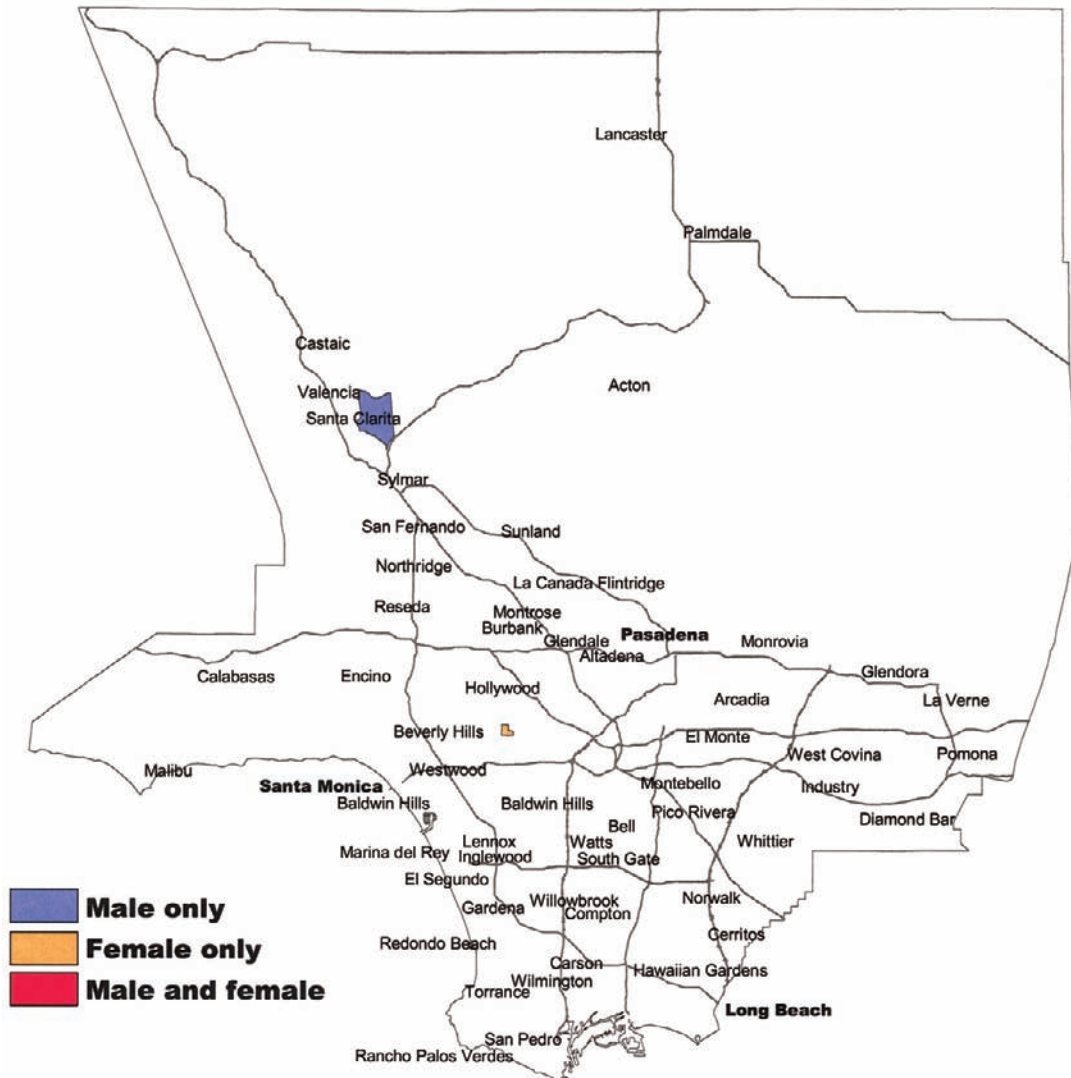 Lancaster
Palmdale
Castaic
Acton
Valencia
Santa Clarita
Sylmar
San Fernando
Sunland
Northridge
La Canada Flintridge
Reseda
Montrose
Burbank
Glendale
Pasadena
Monrovia
Altadena
Glendora
Calabasas
Encino
Hollywood
Arcadia
La Verne
Beverly Hills
El Monte
West Covina
Pomona
Malibu
Westwood
Santa Monica
Montebello
Industry
Baldwin Hills
Baldwin Hills
Pico Rivera
Diamond Bar
Bell
Lennox
Watts
Whittier
Marina del Rey
Inglewood
South Gate
El Segundo
Male only
Gardena
Willowbrook
Compton
Norwalk
Female only
Redondo Beach
Cerritos
Carson
Hawaiian Gardens
Male and female
Torrance
Wilmington
Long Beach
San Pedro
Rancho Palos Verdes